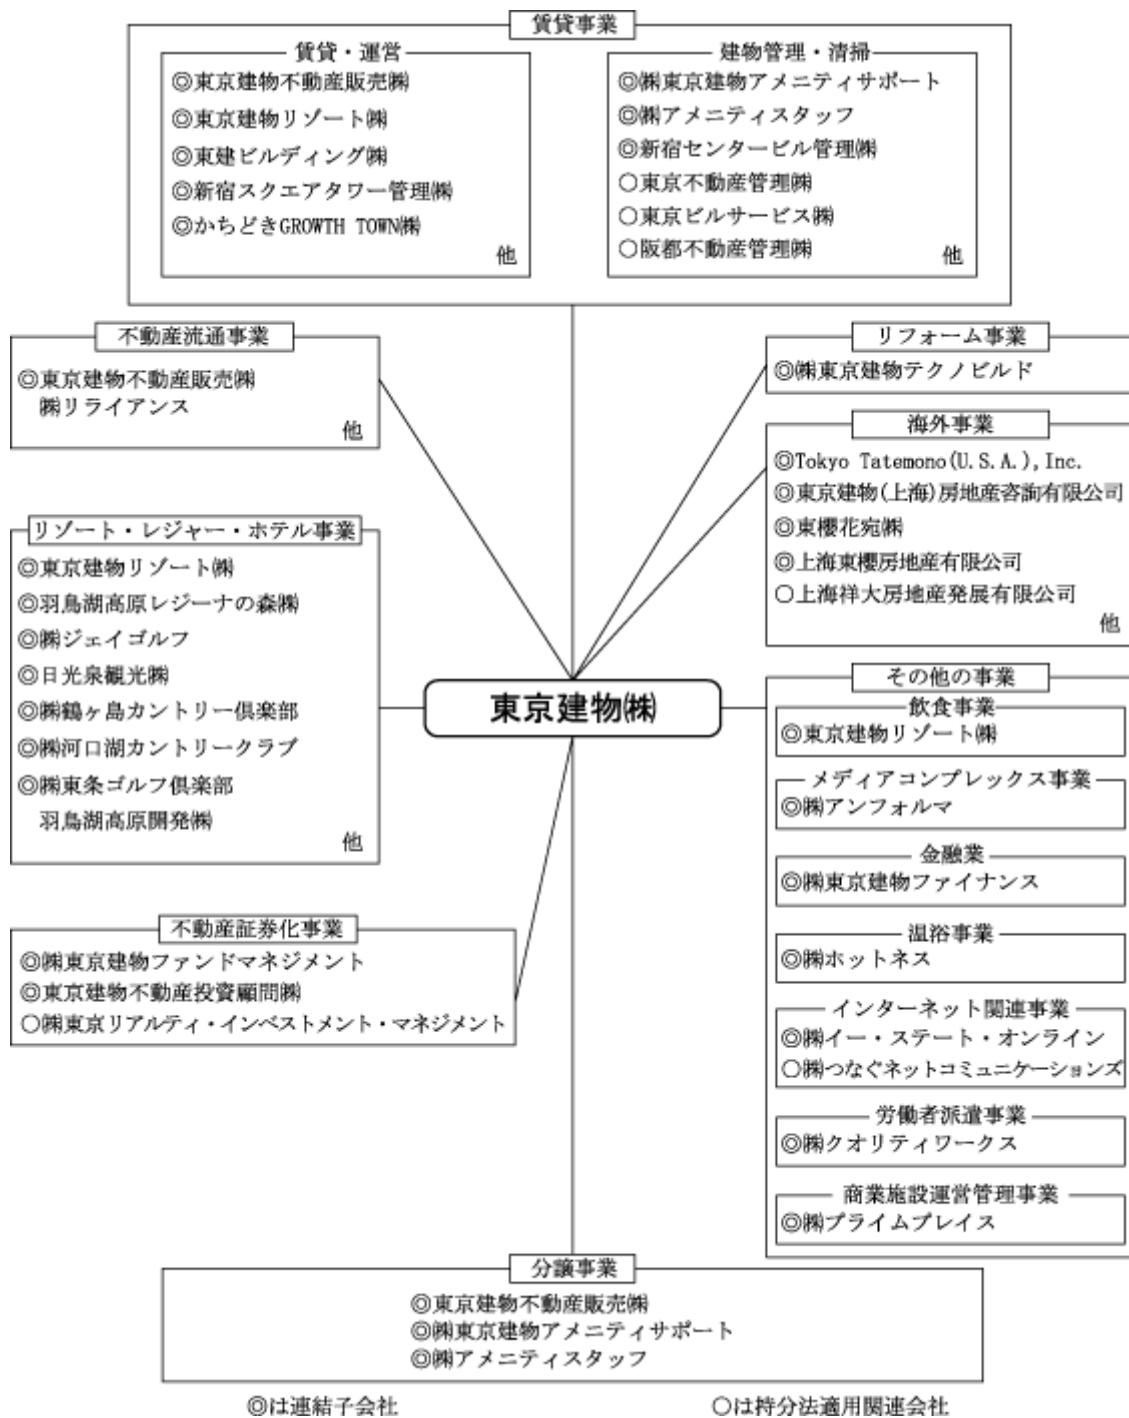 賃貸事業
賃貸・運営
◎東京建物不動産販売㈱
◎東京建物リゾート㈱
◎東建ビルディング㈱
◎新宿スクエアタワー管理㈱
◎かちどきGROWTH TOWN㈱
他
建物管理・清掃
◎㈱東京建物アメニティサポート
◎㈱アメニティスタッフ
◎新宿センタービル管理㈱
○東京不動産管理㈱
○東京ビルサービス㈱
○阪都不動産管理㈱
他
不動産流通事業
◎東京建物不動産販売㈱
㈱リライアンス
他
リフォーム事業
◎㈱東京建物テクノビルド
海外事業
◎Tokyo Tatemono(U.S.A.),Inc.
◎東京建物(上海)房地産咨詢有限公司
◎東櫻花宛㈱
◎上海東櫻房地産有限公司
○上海祥大房地産発展有限公司
他
リゾート・レジャー・ホテル事業
◎東京建物リゾート㈱
◎羽鳥湖高原レジーナの森㈱
◎㈱ジェイゴルフ
◎日光泉観光㈱
◎㈱鶴ヶ島カントリー倶楽部
◎㈱河口湖カントリークラブ
◎㈱東条ゴルフ倶楽部
羽鳥湖高原開発㈱
他
東京建物㈱
その他の事業
飲食事業
◎東京建物リゾート㈱
メディアコンプレックス事業
◎㈱アンフォルマ
金融業
◎㈱東京建物ファイナンス
温浴事業
◎㈱ホットネス
インターネット関連事業
◎㈱イー・ステート・オンライン
○㈱つなぐネットコミュニケーションズ
労働者派遣事業
◎㈱クオリティワークス
商業施設運営管理事業
◎㈱プライムプレイス
不動産証券化事業
◎㈱東京建物ファンドマネジメント
◎東京建物不動産投資顧問㈱
○㈱東京リアルティ・インベストメント・マネジメント
分譲事業
◎東京建物不動産販売㈱
◎㈱東京建物アメニティサポート
◎㈱アメニティスタッフ
◎は連結子会社
○は持分法適用関連会社